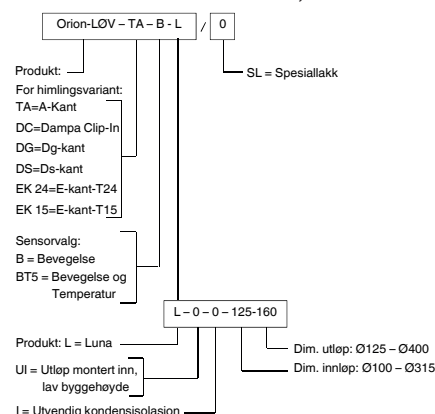 Orion-LØV – TA – B - L / 0
Produkt:
SL = Spesiallakk
For himlingsvariant:
TA=A-Kant
DC=Dampa Clip-In
DG=Dg-kant
DS=Ds-kant
EK 24=E-kant-T24
EK 15=E-kant-T15
Sensorvalg:
B = Bevegelse
BT5 = Bevegelse og
Temperatur
L – 0 – 0 – 125-160
Produkt: L = Luna
Dim. utløp: Ø125 – Ø400
UI = Utløp montert inn,
Dim. innløp: Ø100 – Ø315
lav byggehøyde
I = Utvendig kondensisolasjon